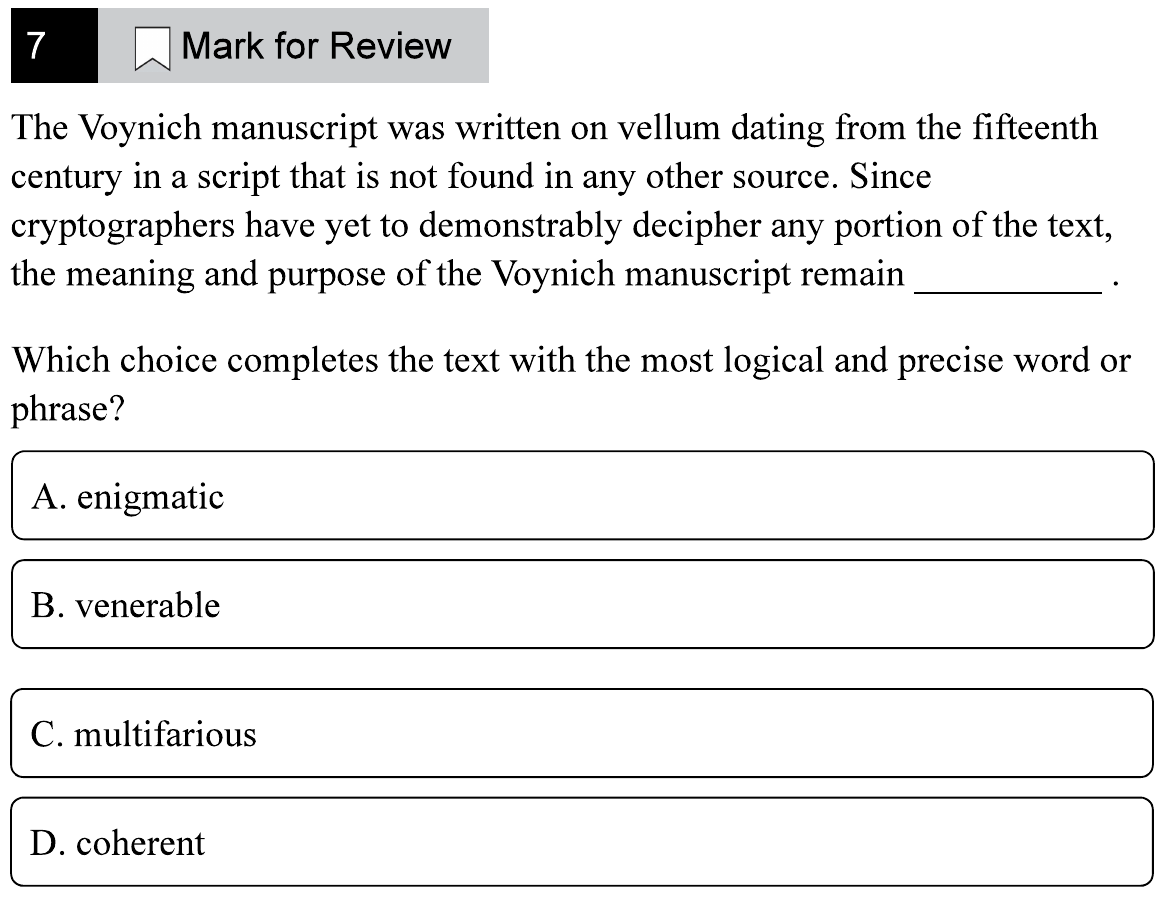 7 Mark for Review
The Voynich manuscript was written on vellum dating from the fifteenth
century in a script that is not found in any other source. Since
cryptographers have yet to demonstrably decipher any portion of the text,
the meaning and purpose of the Voynich manuscript remain __________ .
Which choice completes the text with the most logical and precise word or
phrase?
A. enigmatic
B. venerable
C. multifarious
D. coherent